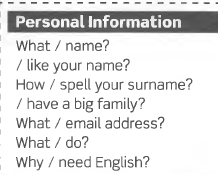 Personal Information
What / name?
/ like your name?
How / spell your surname?
/ have a big family?
What / email address?
What / do?
Why / need English?